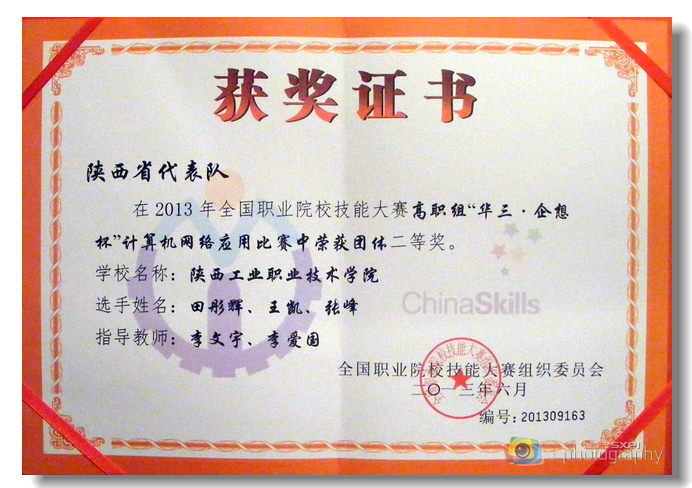 获奖证书
陕西省代表队
在2013年全国职业院校技能大赛高职组“华三·企想
杯”计算机网络应用比赛中荣获团体二等奖。
学校名称：陕西工业职业技术学院
选手姓名：田彤辉、王凯、张峰
指导教师：李文宇、李爱国
ChinaSkills
全国职业院校技能大赛组织委员会
二〇一三年六月
编号：201309163
SXPI
photography